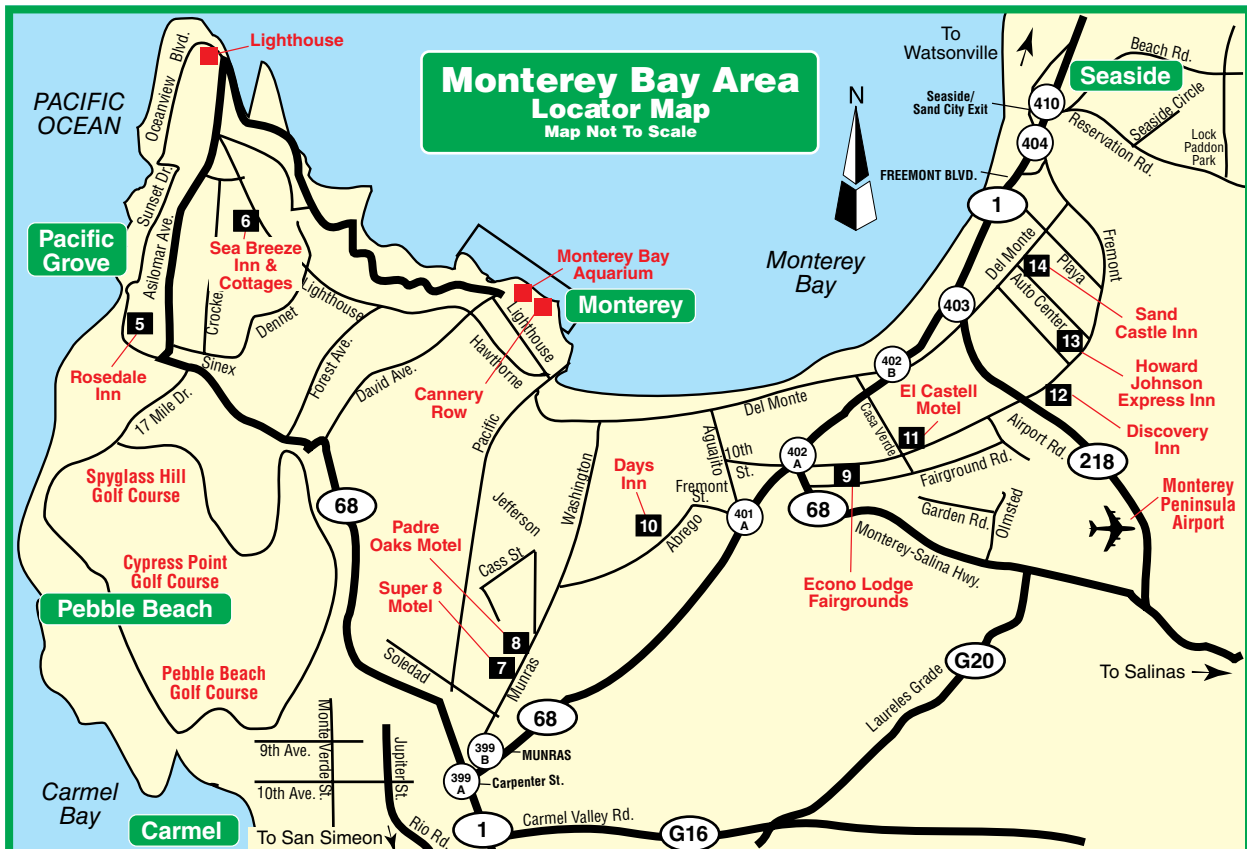 Monterey Bay Area
Locator Map
Map Not To Scale
Lighthouse
Oceanview Blvd.
PACIFIC
OCEAN
Sunset Dr.
Pacific
Grove
Asilomar Ave.
6
Sea Breeze
Inn &
Cottages
Crocke
Dennet
Lighthouse
5
Rosedale
Inn
Sinex
17 Mile Dr.
Forest Ave.
David Ave.
Monterey Bay
Aquarium
Monterey
Lighthouse
Hawthorne
Cannery
Row
Pacific
N
Monterey
Bay
To
Watsonville
Beach Rd.
Seaside
Seaside/
Sand City Exit
410
Seaside Circle
Reservation Rd.
Lock
Paddon
Park
404
FREEMONT BLVD.
1
Fremont
Del Monte
Playa
14
Auto Center
Sand
Castle Inn
403
13
Howard
Johnson
Express Inn
402
B
El Castell
Motel
12
Discovery
Inn
Del Monte
Casa Verde
11
Airport Rd.
Aguajito
10th
St.
402
A
9
Fairground Rd.
218
Monterey
Peninsula
Airport
Spyglass Hill
Golf Course
68
Jefferson
Washington
Days
Inn
10
Fremont
St.
Abrego
401
A
68
Garden Rd.
Olmsted
Monterey-Salina Hwy.
Econo Lodge
Fairgrounds
Padre
Oaks Motel
Cass St.
Super 8
Motel
8
7
Cypress Point
Golf Course
Pebble Beach
Pebble Beach
Golf Course
Soledad
Munras
68
G20
Laureles Grade
To Salinas
Monte Verde St.
Jupiter St.
9th Ave.
10th Ave.
399
B
MUNRAS
399
A
Carpenter St.
Carmel
Bay
Carmel
To San Simeon
Rio Rd.
1
Carmel Valley Rd.
G16